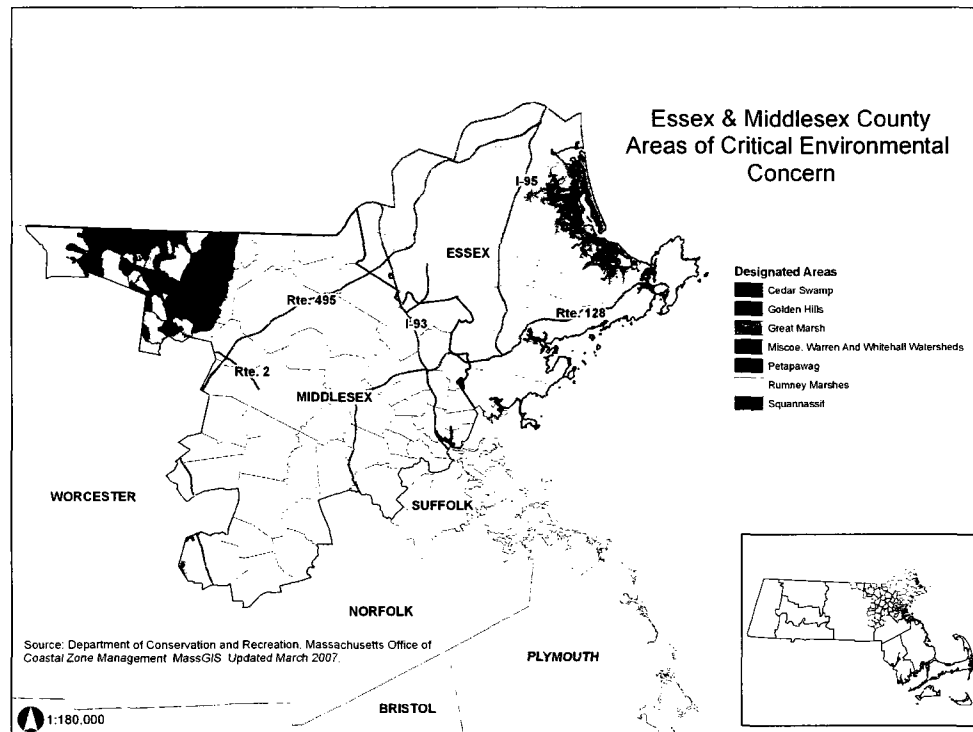 Essex & Middlesex County
Areas of Critical Environmental
Concern
I-95
ESSEX
Rte. 495
I-93
Rte. 128
Rte. 2
MIDDLESEX
Designated Areas
Cedar Swamp
Golden Hills
Great Marsh
Miscoe, Warren And Whitehall Watersheds
Petapawag
Rumney Marshes
Squannassit
WORCESTER
SUFFOLK
NORFOLK
Source: Department of Conservation and Recreation, Massachusetts Office of
Coastal Zone Management MassGIS Updated March 2007.
PLYMOUTH
BRISTOL
1:180,000